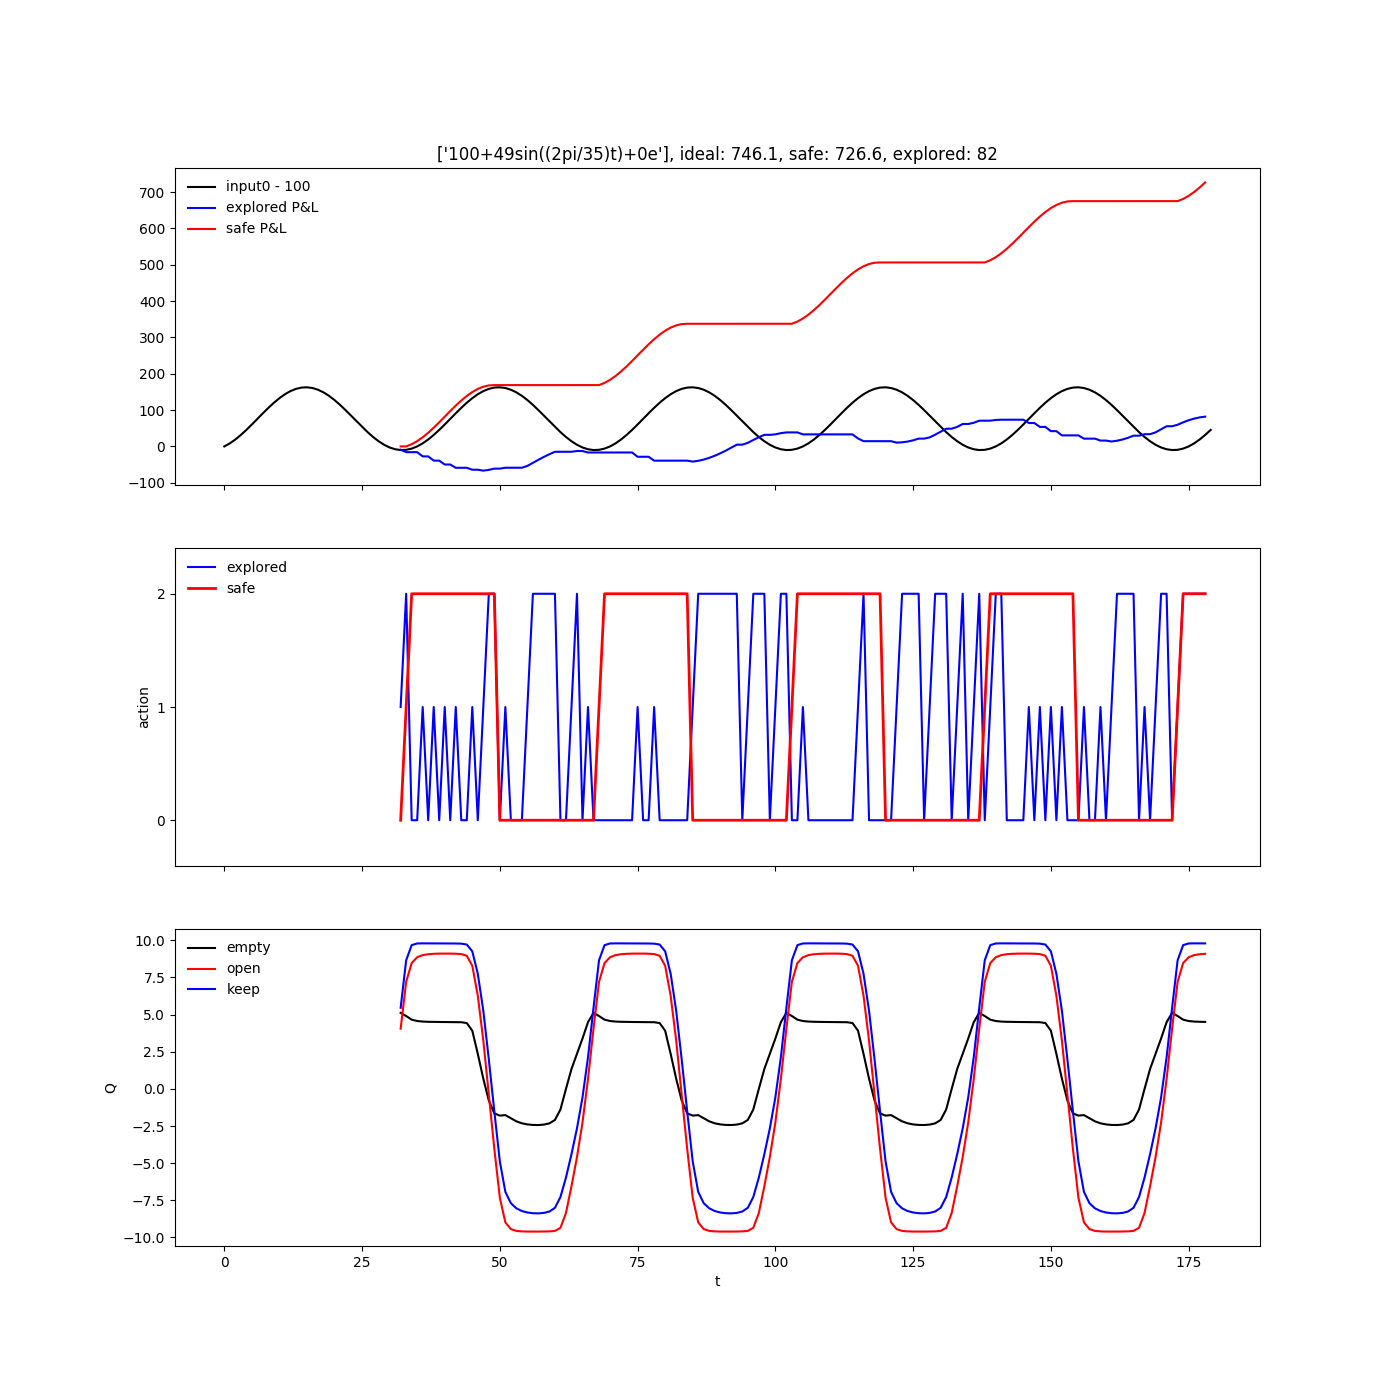 ['100+49sin((2pi/35)t)+0e'], ideal: 746.1, safe: 726.6, explored: 82
input0 - 100
explored P&L
safe P&L
700
600
500
400
300
200
100
0
−100
explored
safe
2
1
0
action
empty
open
keep
10.0
7.5
5.0
2.5
0.0
−2.5
−5.0
−7.5
−10.0
Q
0 25 50 75 100 125 150 175
t